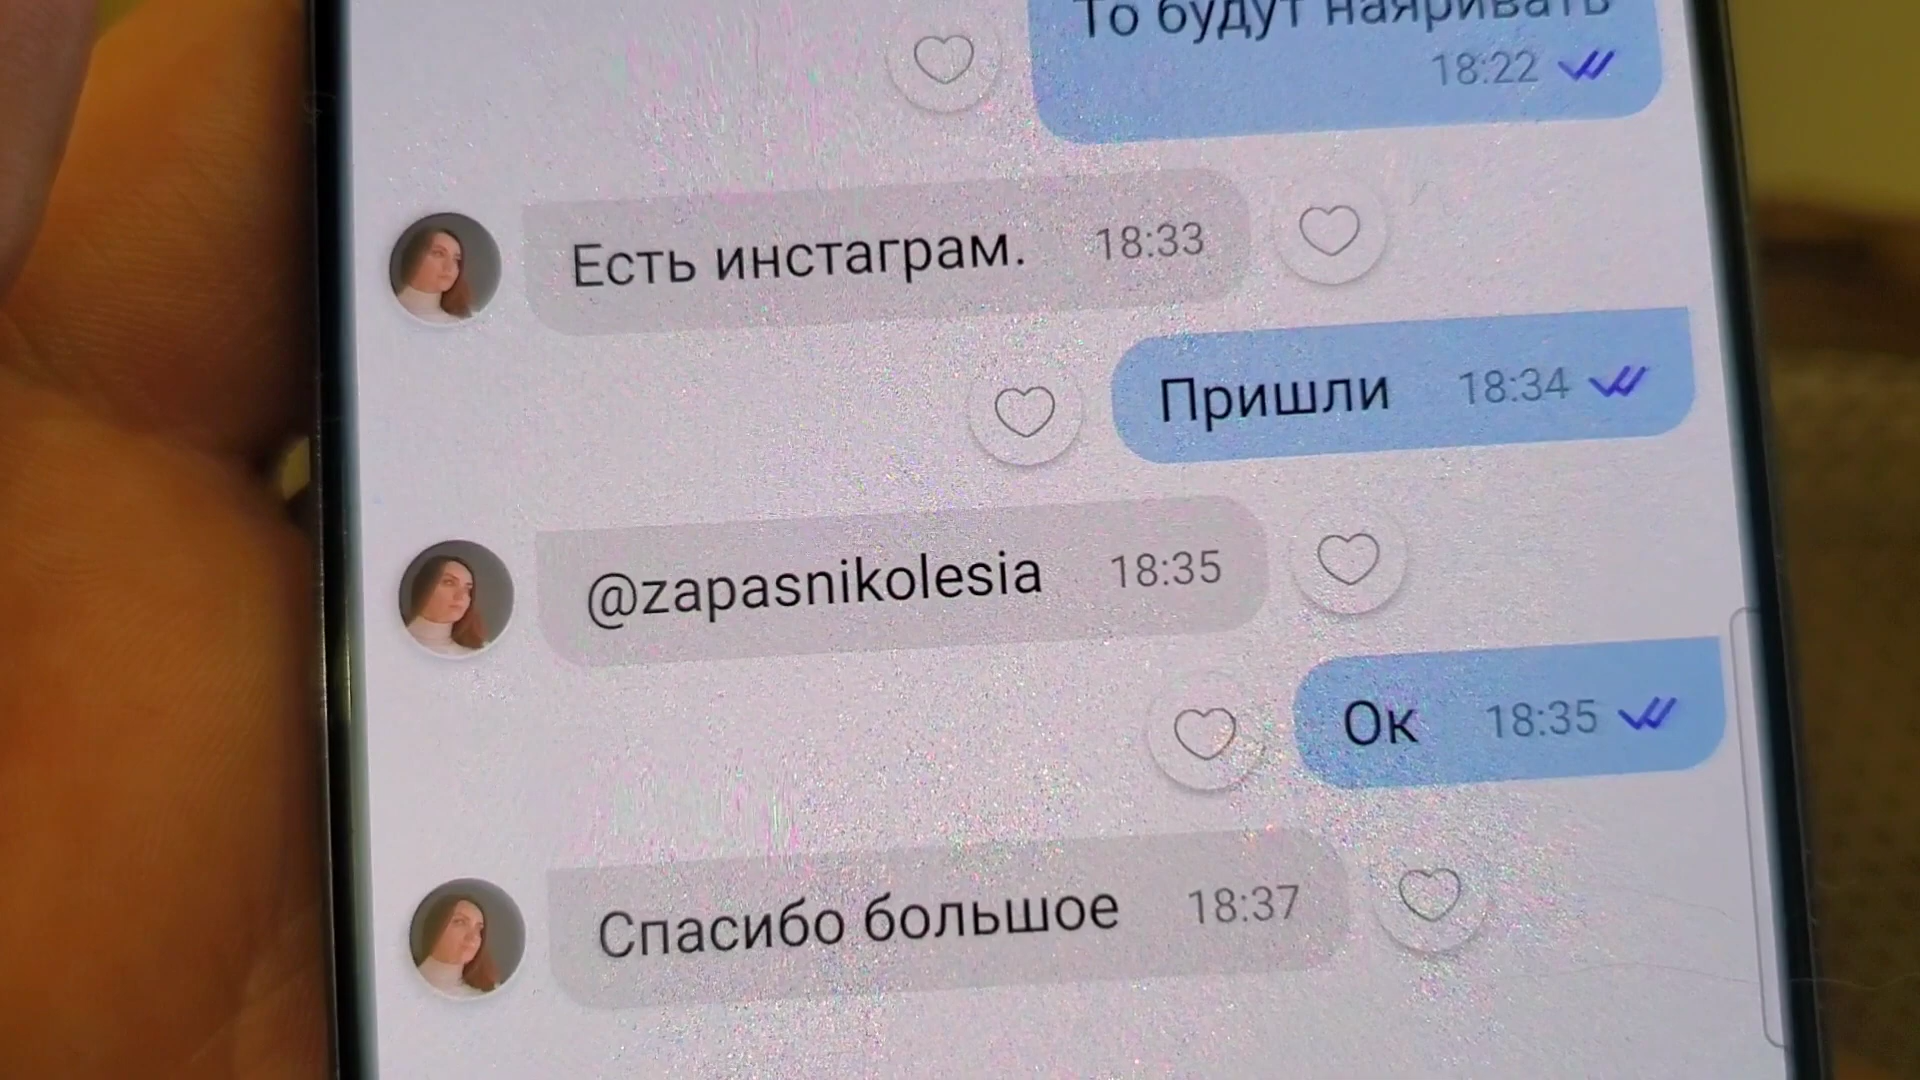 То будут наяривать
18:22
Есть инстаграм. 18:33
Пришли 18:34
@zapasnikolesia 18:35
Ок 18:35
Спасибо большое 18:37